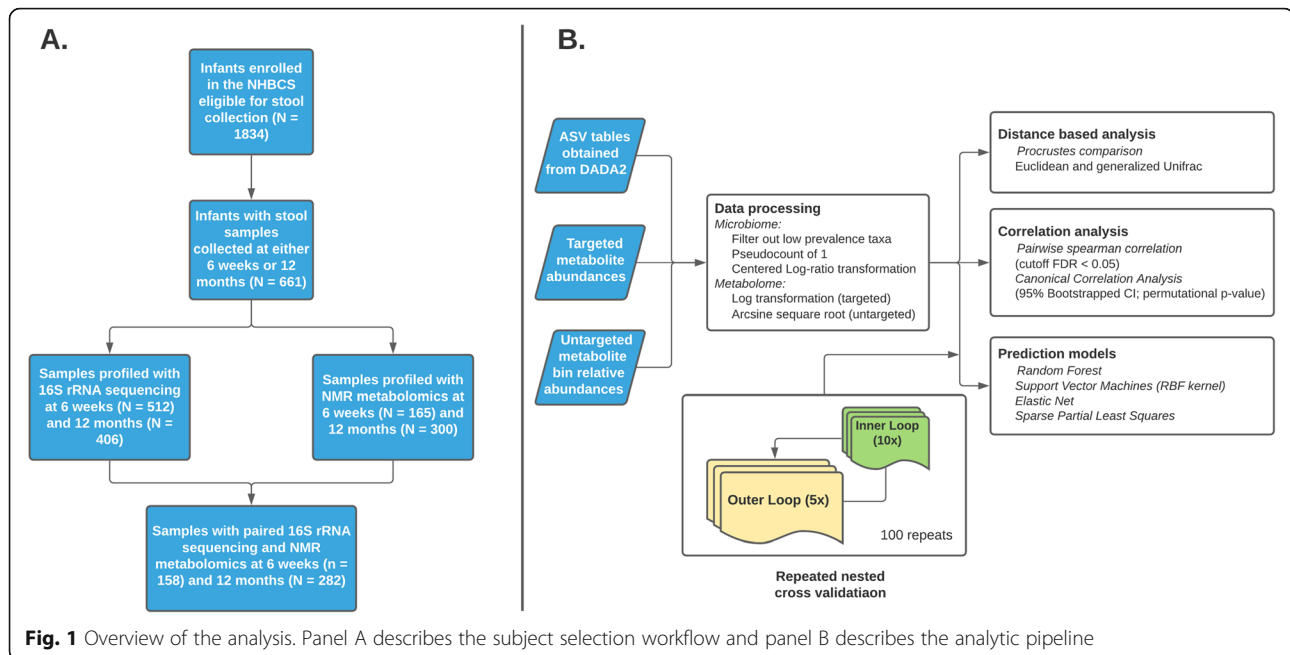 A.
Infants enrolled
in the NHBCS
eligible for stool
collection (N =
1834)
Infants with stool
samples
collected at either
6 weeks or 12
months (N = 661)
Samples profiled with
16S rRNA sequencing
at 6 weeks (N = 512)
and 12 months (N =
406)
Samples profiled with
NMR metabolomics at
6 weeks (N = 165) and
12 months (N = 300)
Samples with paired 16S rRNA
sequencing and NMR
metabolomics at 6 weeks (n =
158) and 12 months (N = 282)
B.
ASV tables
obtained
from DADA2
Targeted
metabolite
abundances
Untargeted
metabolite
bin relative
abundances
Data processing
Microbiome:
Filter out low prevalence taxa
Pseudocount of 1
Centered Log-ratio transformation
Metabolome:
Log transformation (targeted)
Arcsine sequare root (untargeted)
Inner Loop
(10x)
Outer Loop (5x)
100 repeats
Repeated nested
cross validatiaon
Distance based analysis
Procrustes comparison
Euclidean and generalized Unifrac
Correlation analysis
Pairwise spearman correlation
(cutoff FDR < 0.05)
Canonical Correlation Analysis
(95% Bootstrapped CI; permutational p-value)
Prediction models
Random Forest
Support Vector Machines (RBF kernel)
Elastic Net
Sparse Partial Least Squares
Fig. 1 Overview of the analysis. Panel A describes the subject selection workflow and panel B describes the analytic pipeline